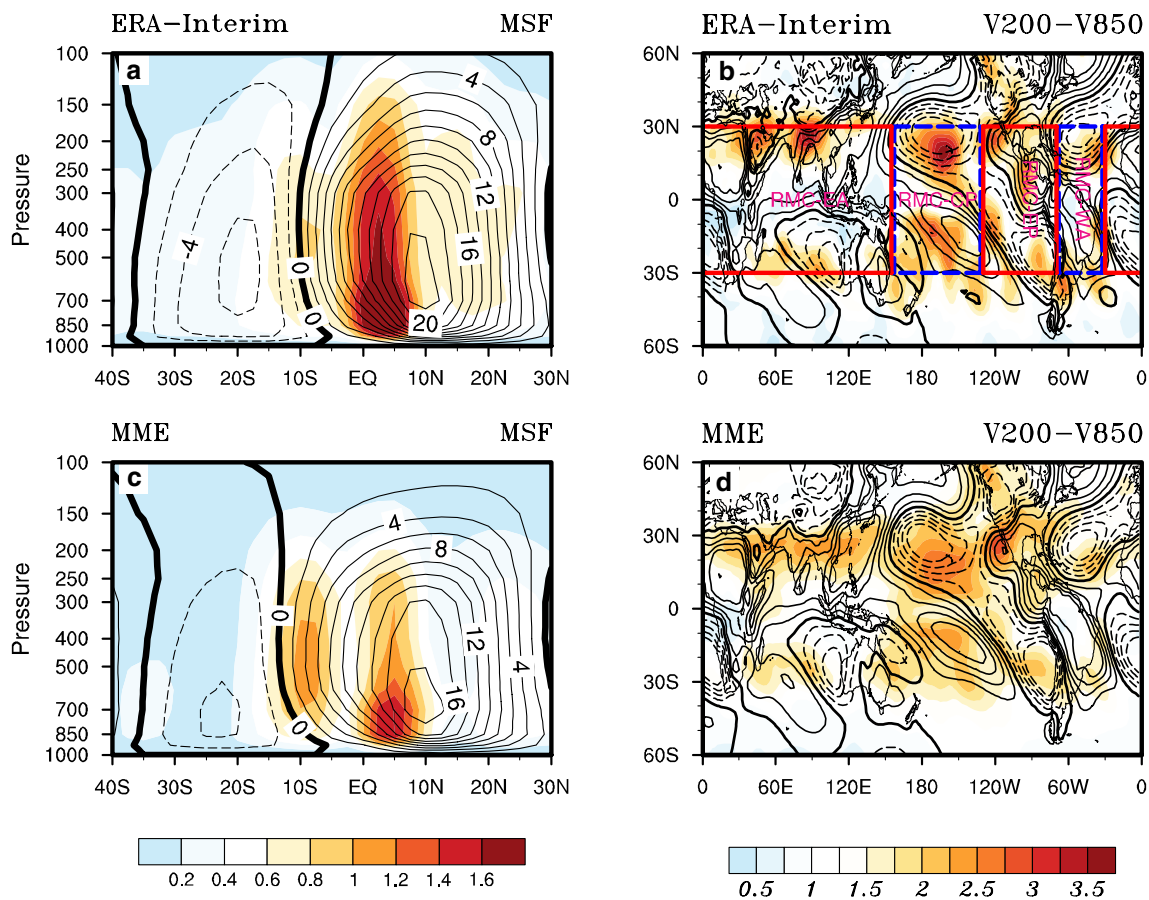 ERA-Interim MSF
a
100
150
200
250
300
400
500
700
850
1000
Pressure
4
8
12
16
20
0
0
-4
40S 30S 20S 10S EQ 10N 20N 30N
ERA-Interim V200-V850
b
60N
30N
0
30S
60S
RMC-EA
RMC-CP
RMC-EP
RMC-WA
0 60E 120E 180 120W 60W 0
MME MSF
c
100
150
200
250
300
400
500
700
850
1000
Pressure
4
8
12
4
16
0
0
40S 30S 20S 10S EQ 10N 20N 30N
MME V200-V850
d
60N
30N
0
30S
60S
0 60E 120E 180 120W 60W 0
0.2 0.4 0.6 0.8 1 1.2 1.4 1.6
0.5 1 1.5 2 2.5 3 3.5